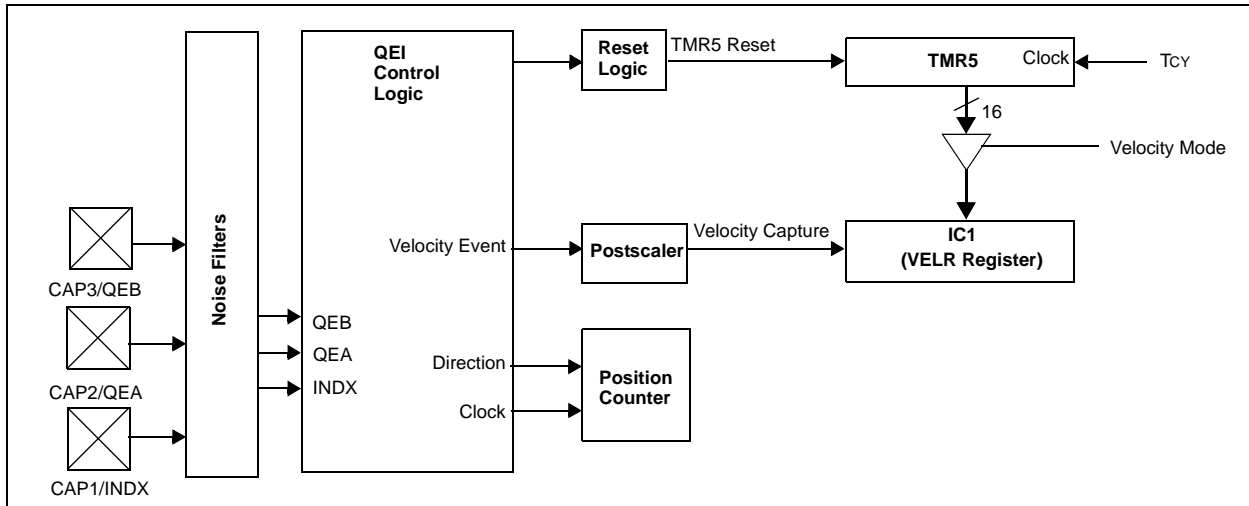 QEI
Control
Logic
Reset
Logic
TMR5 Reset
TMR5
Clock
TCY
16
Velocity Mode
Noise Filters
CAP3/QEB
CAP2/QEA
CAP1/INDX
QEB
QEA
INDX
Velocity Event
Postscaler
Velocity Capture
IC1
(VELR Register)
Direction
Clock
Position
Counter